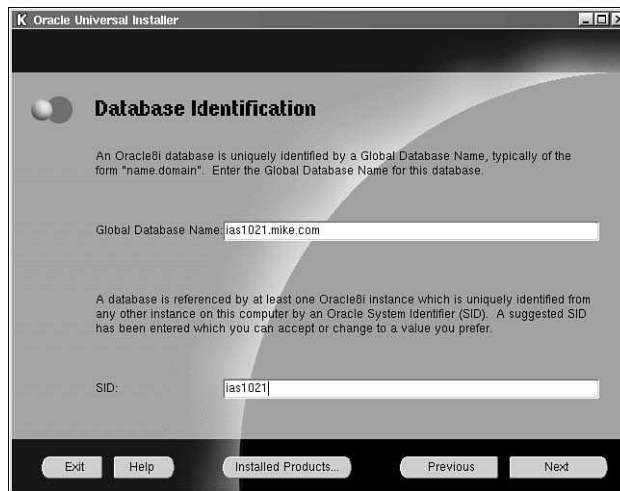 K Oracle Universal Installer
Database Identification
An Oracle8i database is uniquely identified by a Global Database Name, typically of the
form "name.domain". Enter the Global Database Name for this database.
Global Database Name: ias1021.mike.com
A database is referenced by at least one Oracle8i instance which is uniquely identified from
any other instance on this computer by an Oracle System Identifier (SID). A suggested SID
has been entered which you can accept or change to a value you prefer.
SID: ias1021
Exit Help Installed Products... Previous Next